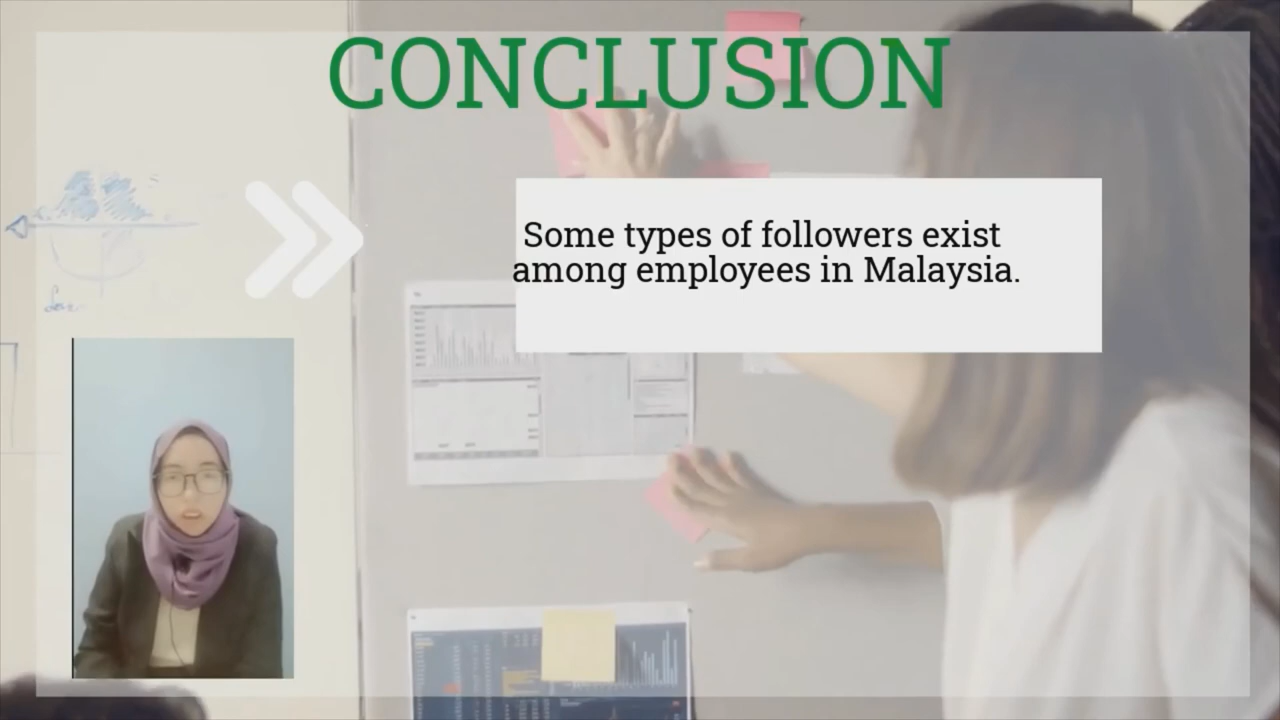 CONCLUSION
Some types of followers exist
among employees in Malaysia.